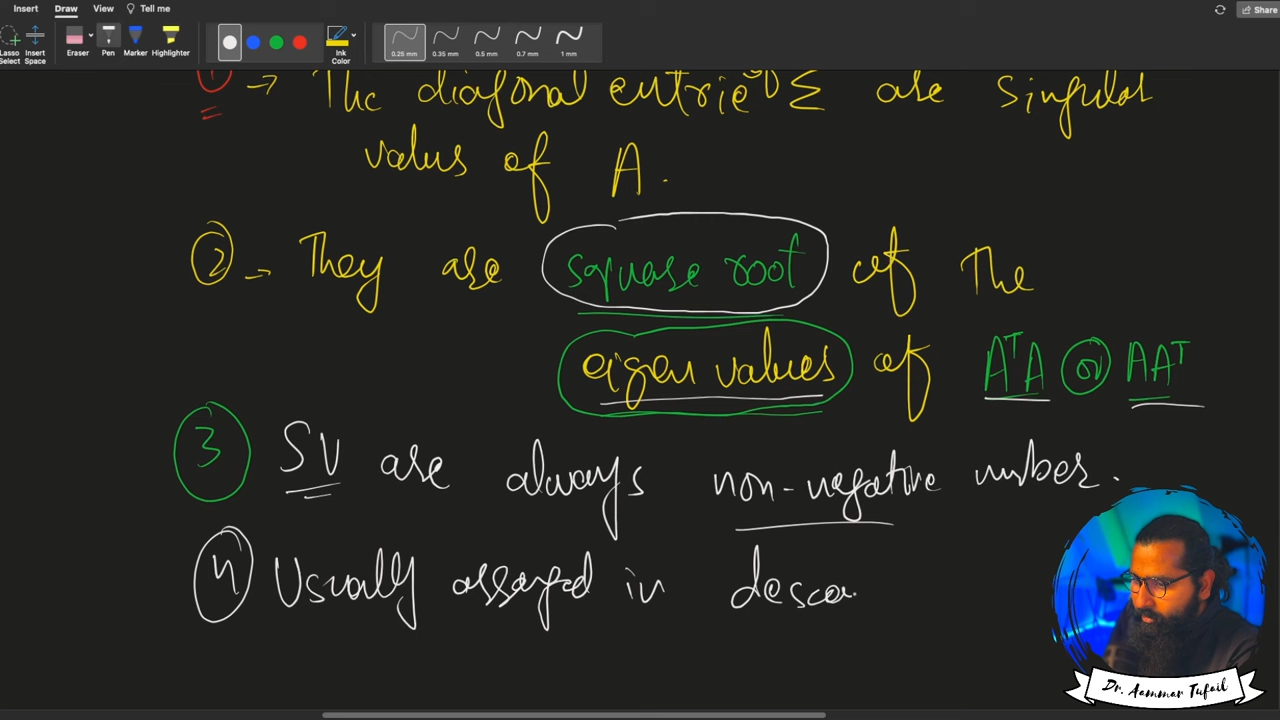 Insert Draw View Tell me
Share
Lasso Select Insert Space Eraser Pen Marker Highlighter Ink Color 0.25 mm 0.35 mm 0.5 mm 0.7 mm 1 mm
① → The diagonal entries of Σ are singular
values of A.
② - They are square root of the
eigen values of AᵀA or AAᵀ
③ SV are always non-negative number.
④ Usually arranged in desce
Dr. Aammar Tufail